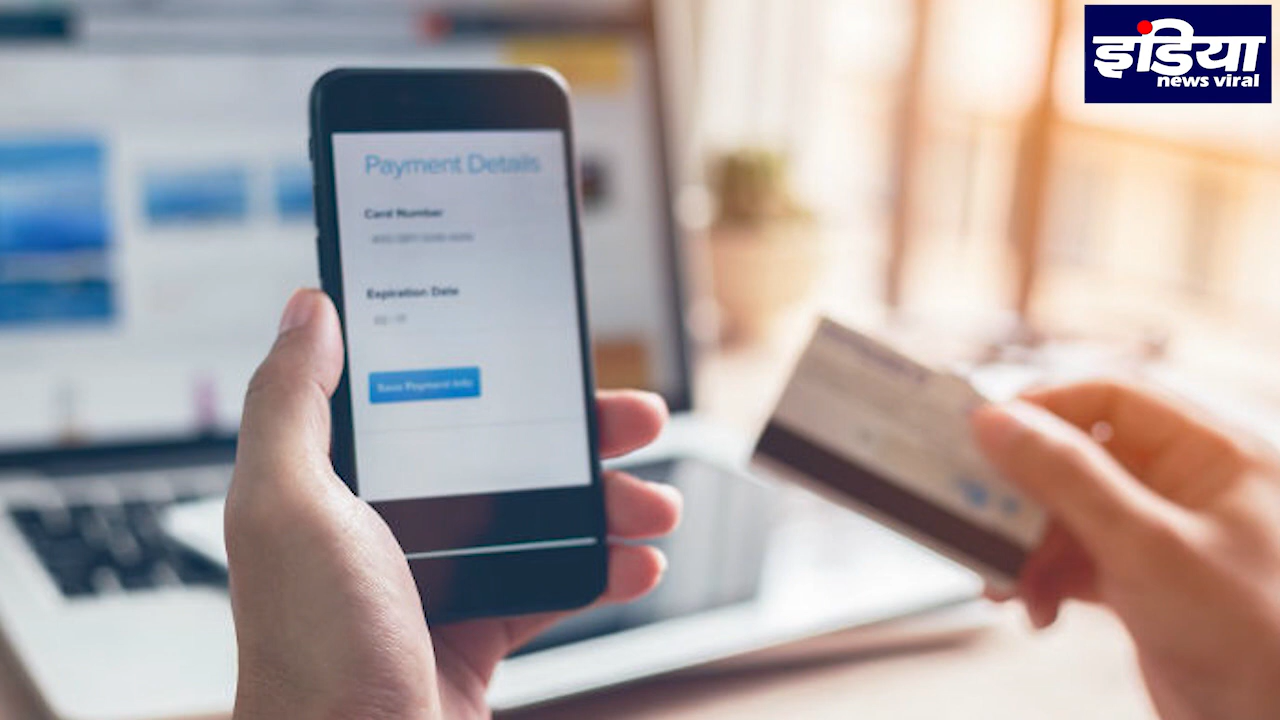 इंडिया
news viral
Payment Details
Card Number
Expiration Date
Save Payment Info